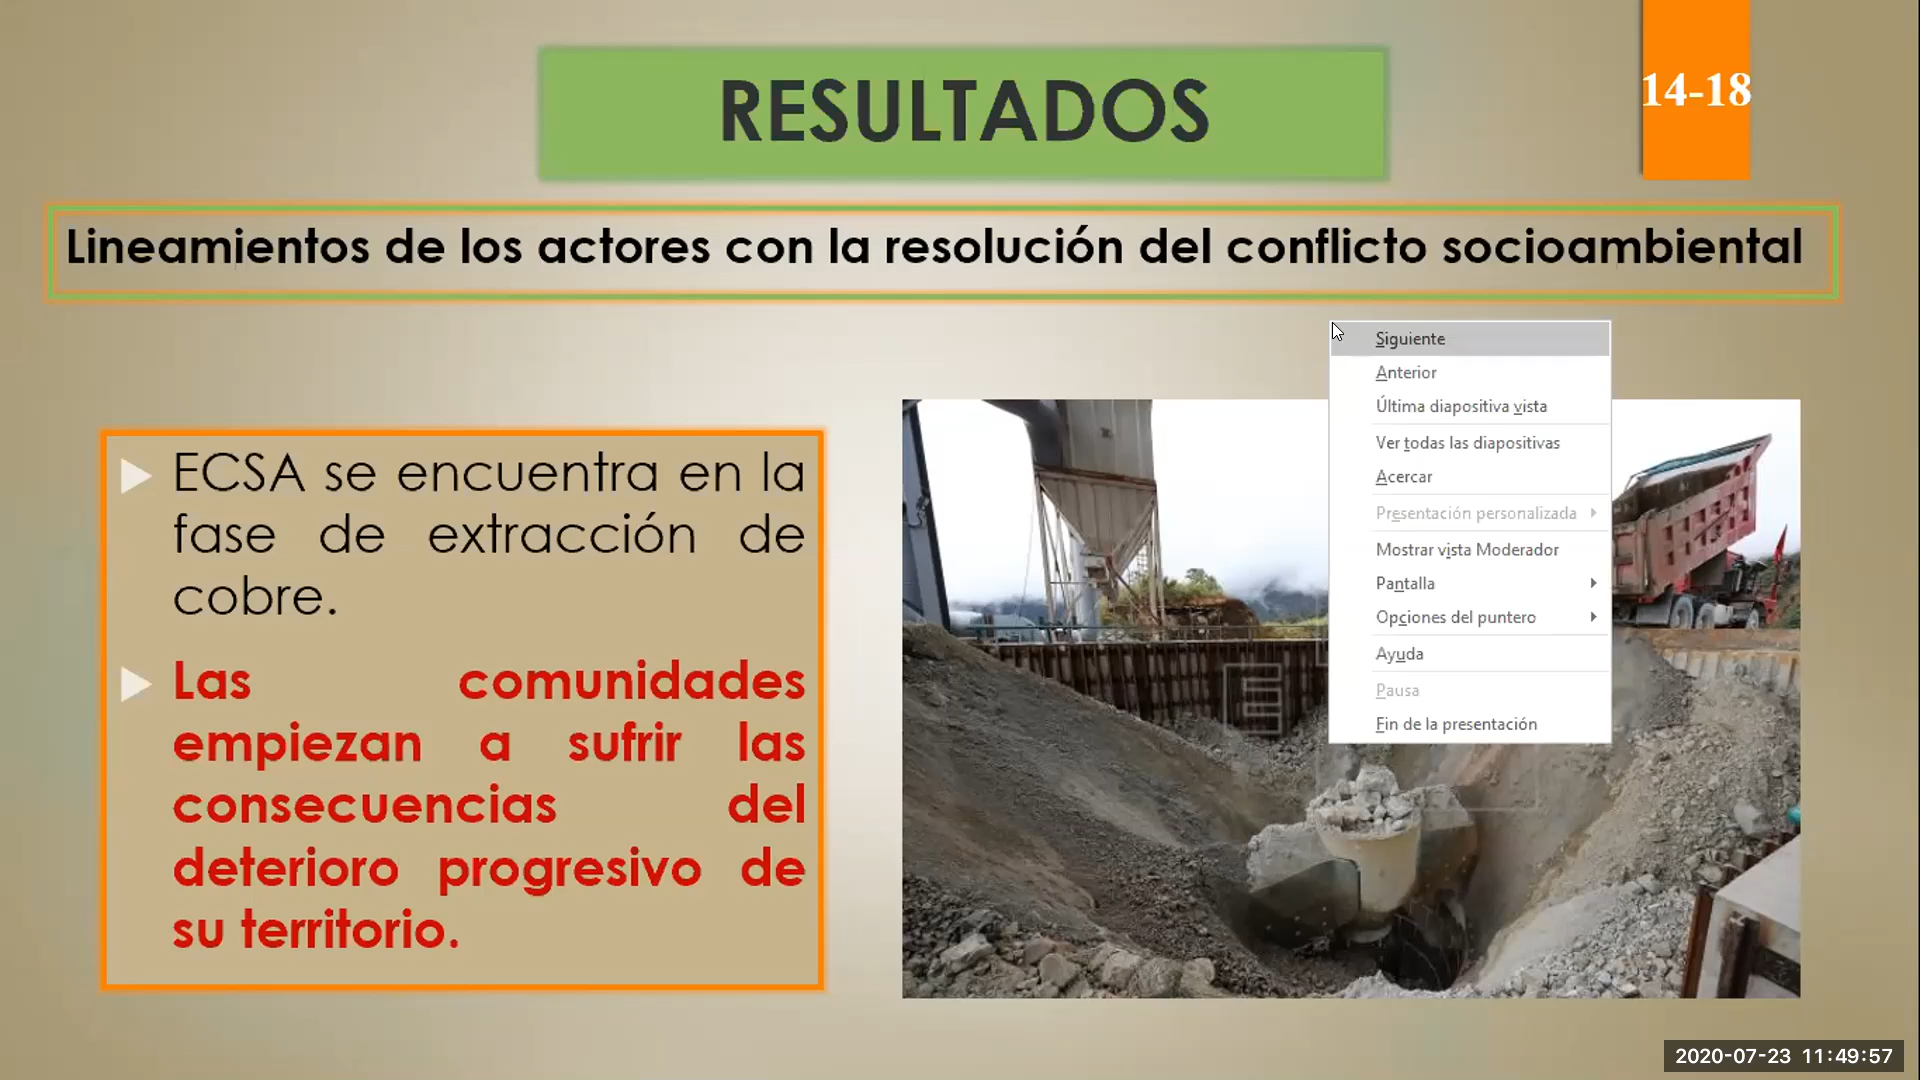 RESULTADOS
14-18
Lineamientos de los actores con la resolución del conflicto socioambiental
ECSA se encuentra en la
fase de extracción de
cobre.
Las comunidades
empiezan a sufrir las
consecuencias del
deterioro progresivo de
su territorio.
Siguiente
Anterior
Última diapositiva vista
Ver todas las diapositivas
Acercar
Presentación personalizada
Mostrar vista Moderador
Pantalla
Opciones del puntero
Ayuda
Pausa
Fin de la presentación
2020-07-23 11:49:57